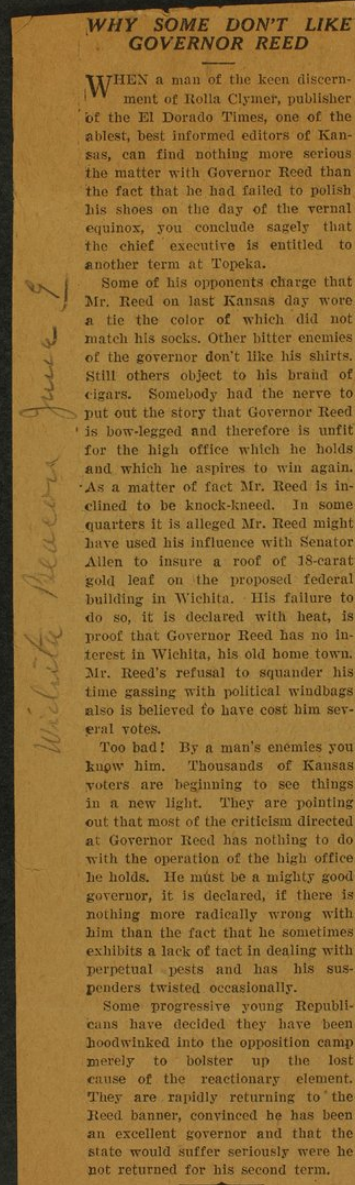 WHY SOME DON'T LIKE
GOVERNOR REED
WHEN a man of the keen discern-
ment of Rolla Clymer, publisher
of the El Dorado Times, one of the
ablest, best informed editors of Kan-
sas, can find nothing more serious
the matter with Governor Reed than
the fact that he had failed to polish
his shoes on the day of the vernal
equinox, you conclude sagely that
the chief executive is entitled to
another term at Topeka.
Some of his opponents charge that
Mr. Reed on last Kansas day wore
a tie the color of which did not
match his socks. Other bitter enemies
of the governor don't like his shirts.
Still others object to his brand of
cigars. Somebody had the nerve to
put out the story that Governor Reed
is bow-legged and therefore is unfit
for the high office which he holds
and which he aspires to win again.
As a matter of fact Mr. Reed is in-
clined to be knock-kneed. In some
quarters it is alleged Mr. Reed might
have used his influence with Senator
Allen to insure a roof of 18-carat
gold leaf on the proposed federal
building in Wichita. His failure to
do so, it is declared with heat, is
proof that Governor Reed has no in-
terest in Wichita, his old home town.
Mr. Reed's refusal to squander his
time gassing with political windbags
also is believed to have cost him sev-
eral votes.
Too bad! By a man's enemies you
know him. Thousands of Kansas
voters are beginning to see things
in a new light. They are pointing
out that most of the criticism directed
at Governor Reed has nothing to do
with the operation of the high office
he holds. He must be a mighty good
governor, it is declared, if there is
nothing more radically wrong with
him than the fact that he sometimes
exhibits a lack of tact in dealing with
perpetual pests and has his sus-
penders twisted occasionally.
Some progressive young Republi-
cans have decided they have been
hoodwinked into the opposition camp
merely to bolster up the lost
cause of the reactionary element.
They are rapidly returning to the
Reed banner, convinced he has been
an excellent governor and that the
state would suffer seriously were he
not returned for his second term.
Wichita Beacon June 9